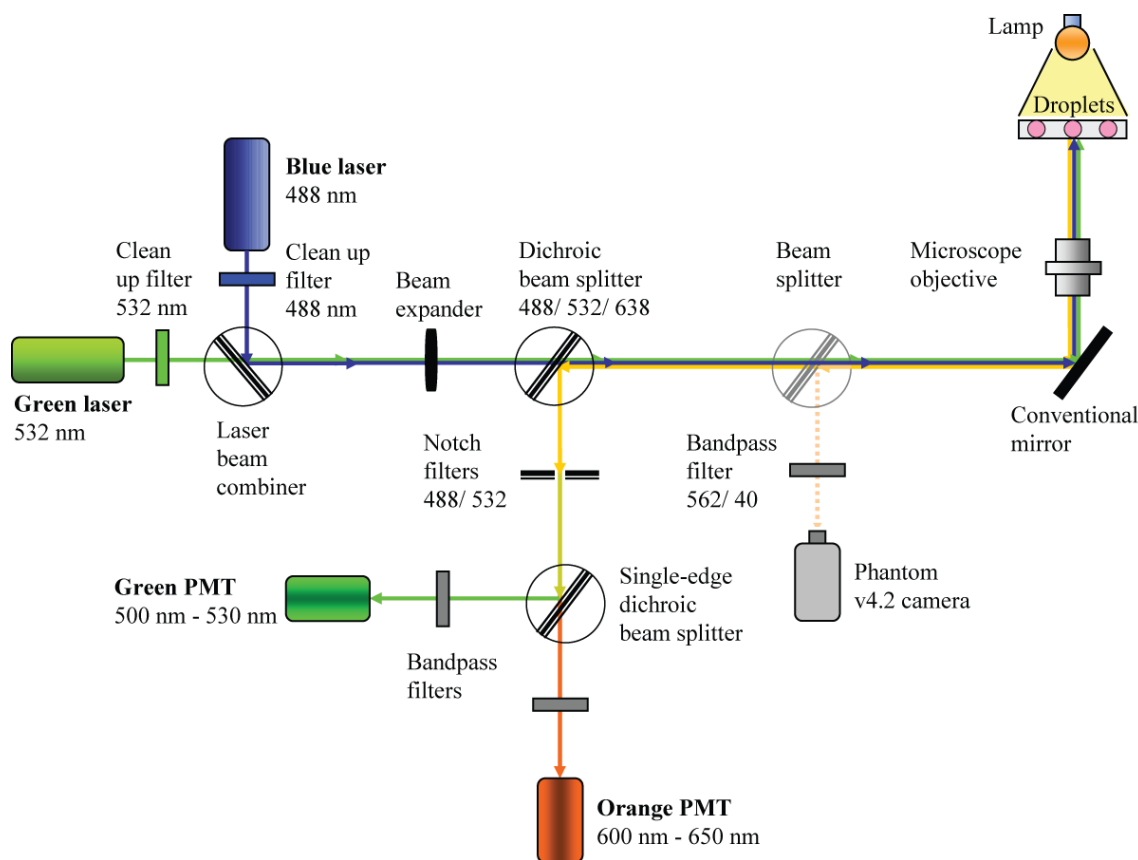 Lamp
Droplets
Blue laser
488 nm
Clean
up filter
532 nm
Clean up
filter
488 nm
Beam
expander
Dichroic
beam splitter
488/ 532/ 638
Beam
splitter
Microscope
objective
Green laser
532 nm
Laser
beam
combiner
Notch
filters
488/ 532
Bandpass
filter
562/ 40
Conventional
mirror
Green PMT
500 nm - 530 nm
Bandpass
filters
Single-edge
dichroic
beam splitter
Phantom
v4.2 camera
Orange PMT
600 nm - 650 nm